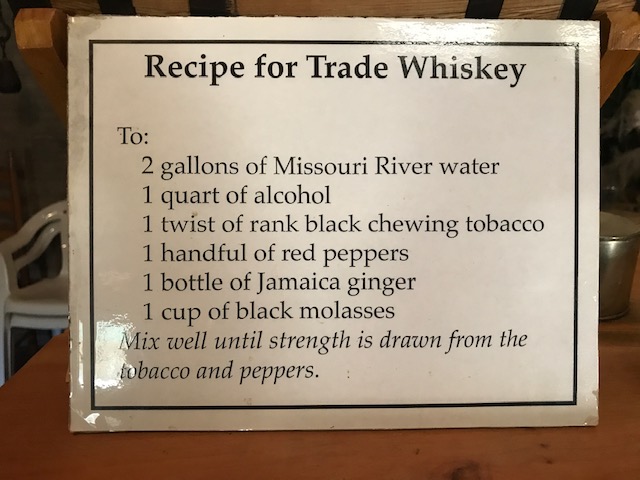 Recipe for Trade Whiskey
To:
2 gallons of Missouri River water
1 quart of alcohol
1 twist of rank black chewing tobacco
1 handful of red peppers
1 bottle of Jamaica ginger
1 cup of black molasses
Mix well until strength is drawn from the
tobacco and peppers.